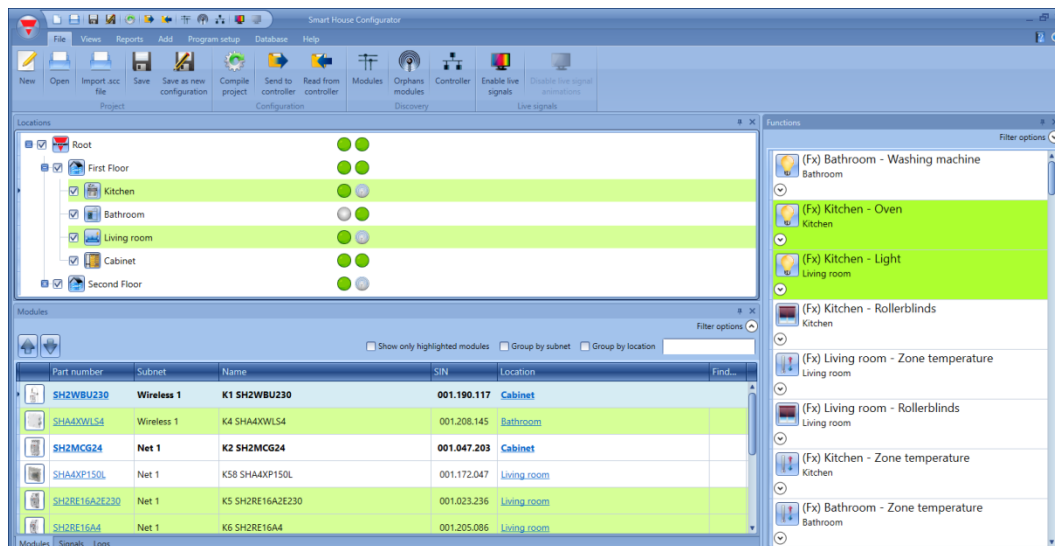 Smart House Configurator
File Views Reports Add Program setup Database Help
New Open Import .scc file Save Save as new configuration Compile project Send to controller Read from controller Modules Orphans modules Controller Enable live signals Disable live signal animations
Project Configuration Discovery Live signals
Locations
Root
First Floor
Kitchen
Bathroom
Living room
Cabinet
Second Floor
Modules
Filter options
Show only highlighted modules Group by subnet Group by location
Part number Subnet Name SIN Location Find...
SH2WBU230 Wireless 1 K1 SH2WBU230 001.190.117 Cabinet
SHA4XWLS4 Wireless 1 K4 SHA4XWLS4 001.208.145 Bathroom
SH2MCG24 Net 1 K2 SH2MCG24 001.047.203 Cabinet
SHA4XP150L Net 1 K58 SHA4XP150L 001.172.047 Living room
SH2RE16A2E230 Net 1 K5 SH2RE16A2E230 001.023.236 Living room
SH2RE16A4 Net 1 K6 SH2RE16A4 001.205.086 Living room
Modules Signals Logs
Functions
Filter options
(Fx) Bathroom - Washing machine
Bathroom
(Fx) Kitchen - Oven
Kitchen
(Fx) Kitchen - Light
Living room
(Fx) Kitchen - Rollerblinds
Kitchen
(Fx) Living room - Zone temperature
Living room
(Fx) Living room - Rollerblinds
Living room
(Fx) Kitchen - Zone temperature
Kitchen
(Fx) Bathroom - Zone temperature
Bathroom